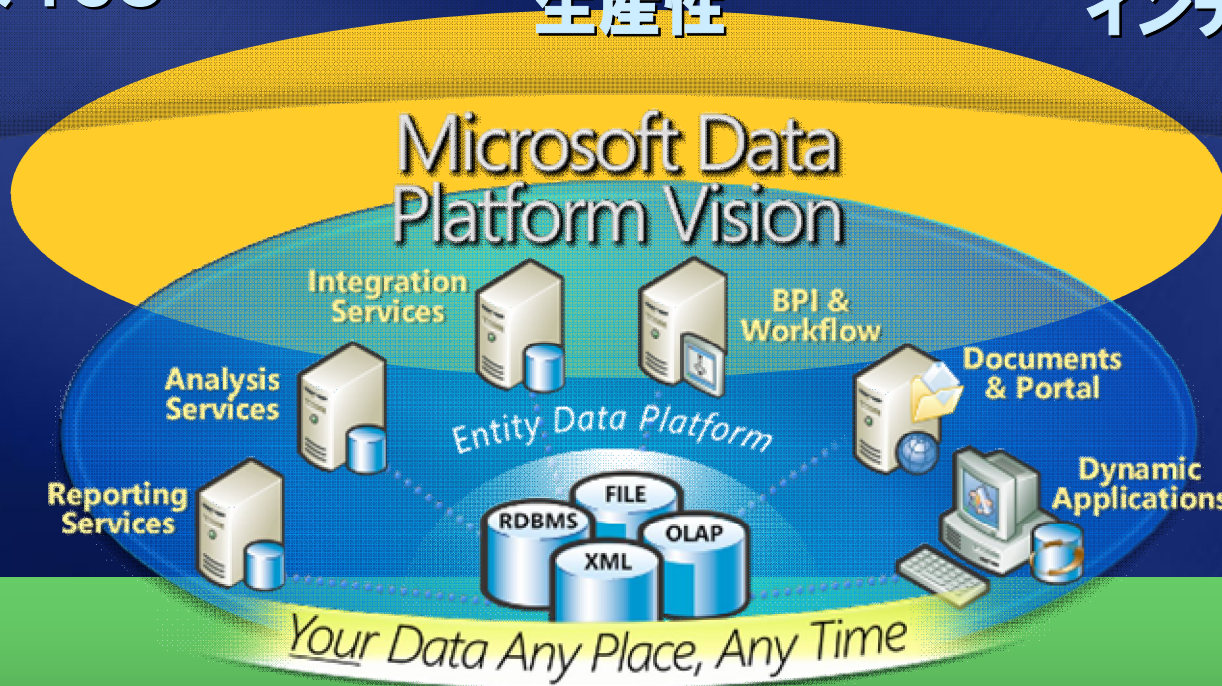 生産性
Microsoft Data
Platform Vision
Integration
Services
BPI &
Workflow
Analysis
Services
Documents
& Portal
Entity Data Platform
Reporting
Services
Dynamic
Applications
FILE
RDBMS
OLAP
XML
Your Data Any Place, Any Time